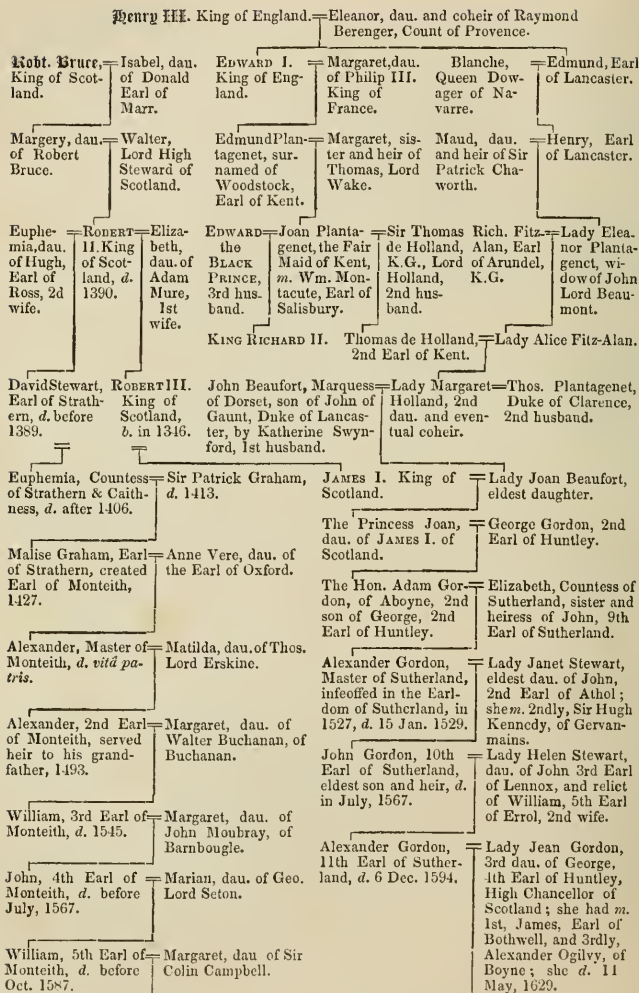 Henry III. King of England.=Eleanor, dau. and coheir of Raymond
Berenger, Count of Provence.
Robt. Bruce,
King of Scot-
land.
Isabel, dau.
of Donald
Earl of
Marr.
EDWARD I.
King of Eng-
land.
Margaret, dau.
of Philip III.
King of
France.
Blanche,
Queen Dow-
ager of Na-
varre.
Edmund, Earl
of Lancaster.
Margery, dau.
of Robert
Bruce.
Walter,
Lord High
Steward of
Scotland.
Edmund Plan-
tagenet, sur-
named of
Woodstock,
Earl of Kent.
Margaret, sis-
ter and heir of
Thomas, Lord
Wake.
Maud, dau.
and heir of Sir
Patrick Cha-
worth.
Henry, Earl
of Lancaster.
Euphe-
mia, dau.
of Hugh,
Earl of
Ross, 2d
wife.
ROBERT
II. King
of Scot-
land, d.
1390.
Eliza-
beth,
dau. of
Adam
Mure,
1st
wife.
EDWARD
the
BLACK
PRINCE,
3rd hus-
band.
Joan Planta-
genet, the Fair
Maid of Kent,
m. Wm. Mon-
tacute, Earl of
Salisbury.
Sir Thomas
de Holland,
K.G., Lord
Holland,
2nd hus-
band.
Rich. Fitz-
Alan, Earl
of Arundel,
K.G.
Lady Elea-
nor Planta-
genet, wi-
dow of John
Lord Beau-
mont.
KING RICHARD II.
Thomas de Holland,
2nd Earl of Kent.
Lady Alice Fitz-Alan.
David Stewart,
Earl of Strath-
ern, d. before
1389.
ROBERT III.
King of
Scotland,
b. in 1346.
John Beaufort, Marquess
of Dorset, son of John of
Gaunt, Duke of Lancas-
ter, by Katherine Swyn-
ford, 1st husband.
Lady Margaret
Holland, 2nd
dau. and even-
tual coheir.
Thos. Plantagenet,
Duke of Clarence,
2nd husband.
Euphemia, Countess
of Strathern & Caith-
ness, d. after 1406.
Sir Patrick Graham,
d. 1413.
JAMES I. King of
Scotland.
Lady Joan Beaufort,
eldest daughter.
The Princess Joan,
dau. of JAMES I. of
Scotland.
George Gordon, 2nd
Earl of Huntley.
Malise Graham, Earl
of Strathern, created
Earl of Monteith,
1427.
Anne Vere, dau. of
the Earl of Oxford.
The Hon. Adam Gor-
don, of Aboyne, 2nd
son of George, 2nd
Earl of Huntley.
Elizabeth, Countess of
Sutherland, sister and
heiress of John, 9th
Earl of Sutherland.
Alexander, Master of
Monteith, d. vitâ pa-
tris.
Matilda, dau. of Thos.
Lord Erskine.
Alexander Gordon,
Master of Sutherland,
infeoffed in the Earl-
dom of Sutherland, in
1527, d. 15 Jan. 1529.
Lady Janet Stewart,
eldest dau. of John,
2nd Earl of Athol;
she m. 2ndly, Sir Hugh
Kennedy, of Gervan-
mains.
Alexander, 2nd Earl
of Monteith, served
heir to his grand-
father, 1493.
Margaret, dau. of
Walter Buchanan, of
Buchanan.
John Gordon, 10th
Earl of Sutherland,
eldest son and heir, d.
in July, 1567.
Lady Helen Stewart,
dau. of John 3rd Earl
of Lennox, and relict
of William, 5th Earl
of Errol, 2nd wife.
William, 3rd Earl of
Monteith, d. 1545.
Margaret, dau. of
John Moubray, of
Barnbougle.
Alexander Gordon,
11th Earl of Suther-
land, d. 6 Dec. 1594.
Lady Jean Gordon,
3rd dau. of George,
4th Earl of Huntley,
High Chancellor of
Scotland; she had m.
1st, James, Earl of
Bothwell, and 3rdly,
Alexander Ogilvy, of
Boyne; she d. 11
May, 1629.
John, 4th Earl of
Monteith, d. before
July, 1567.
Marian, dau. of Geo.
Lord Seton.
William, 5th Earl of
Monteith, d. before
Oct. 1587.
Margaret, dau of Sir
Colin Campbell.